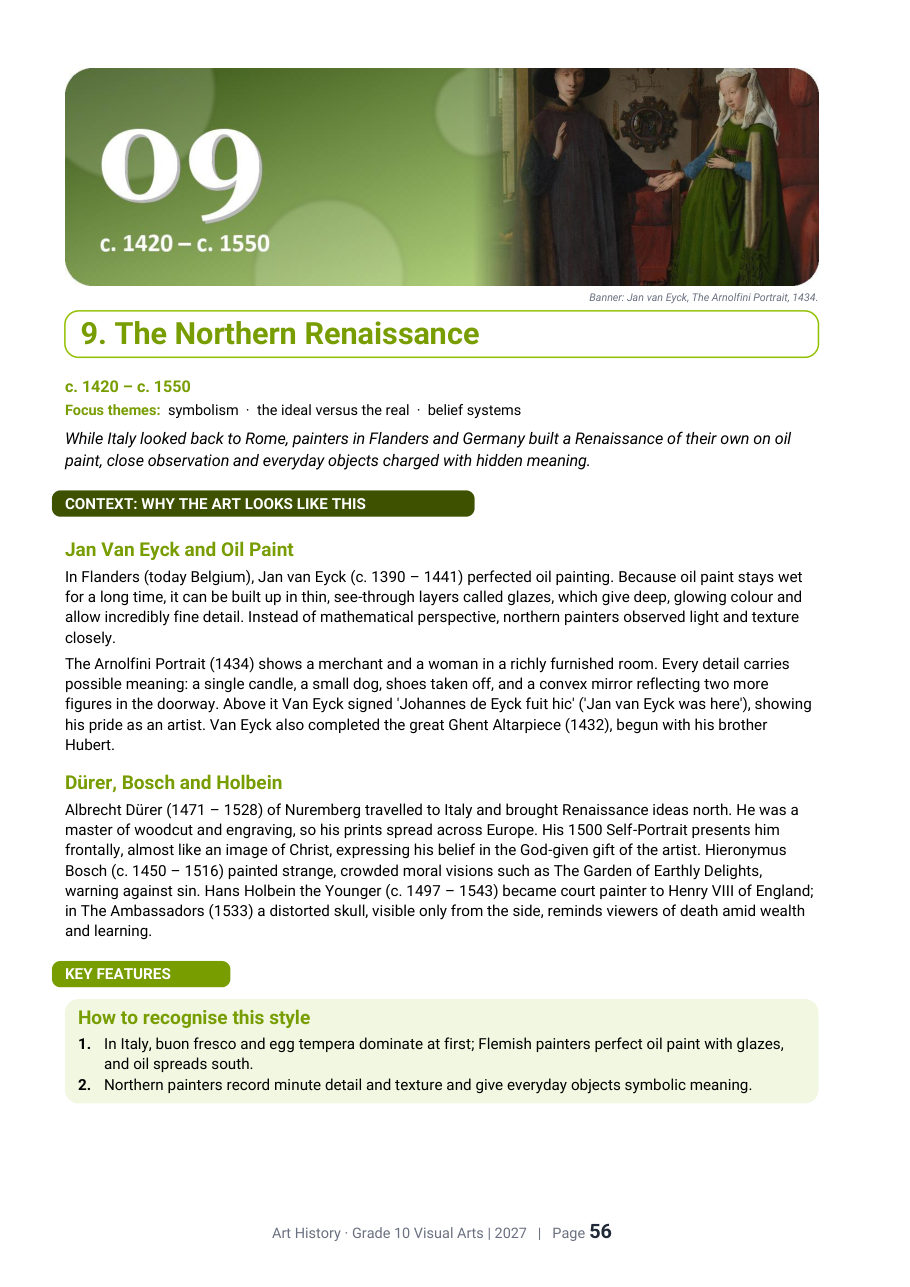 09
c. 1420 – c. 1550
Banner: Jan van Eyck, The Arnolfini Portrait, 1434.
9. The Northern Renaissance
c. 1420 – c. 1550
Focus themes: symbolism · the ideal versus the real · belief systems
While Italy looked back to Rome, painters in Flanders and Germany built a Renaissance of their own on oil
paint, close observation and everyday objects charged with hidden meaning.
CONTEXT: WHY THE ART LOOKS LIKE THIS
Jan Van Eyck and Oil Paint
In Flanders (today Belgium), Jan van Eyck (c. 1390 – 1441) perfected oil painting. Because oil paint stays wet
for a long time, it can be built up in thin, see-through layers called glazes, which give deep, glowing colour and
allow incredibly fine detail. Instead of mathematical perspective, northern painters observed light and texture
closely.
The Arnolfini Portrait (1434) shows a merchant and a woman in a richly furnished room. Every detail carries
possible meaning: a single candle, a small dog, shoes taken off, and a convex mirror reflecting two more
figures in the doorway. Above it Van Eyck signed 'Johannes de Eyck fuit hic' ('Jan van Eyck was here'), showing
his pride as an artist. Van Eyck also completed the great Ghent Altarpiece (1432), begun with his brother
Hubert.
Dürer, Bosch and Holbein
Albrecht Dürer (1471 – 1528) of Nuremberg travelled to Italy and brought Renaissance ideas north. He was a
master of woodcut and engraving, so his prints spread across Europe. His 1500 Self-Portrait presents him
frontally, almost like an image of Christ, expressing his belief in the God-given gift of the artist. Hieronymus
Bosch (c. 1450 – 1516) painted strange, crowded moral visions such as The Garden of Earthly Delights,
warning against sin. Hans Holbein the Younger (c. 1497 – 1543) became court painter to Henry VIII of England;
in The Ambassadors (1533) a distorted skull, visible only from the side, reminds viewers of death amid wealth
and learning.
KEY FEATURES
How to recognise this style
1. In Italy, buon fresco and egg tempera dominate at first; Flemish painters perfect oil paint with glazes,
and oil spreads south.
2. Northern painters record minute detail and texture and give everyday objects symbolic meaning.
Art History · Grade 10 Visual Arts | 2027 | Page 56